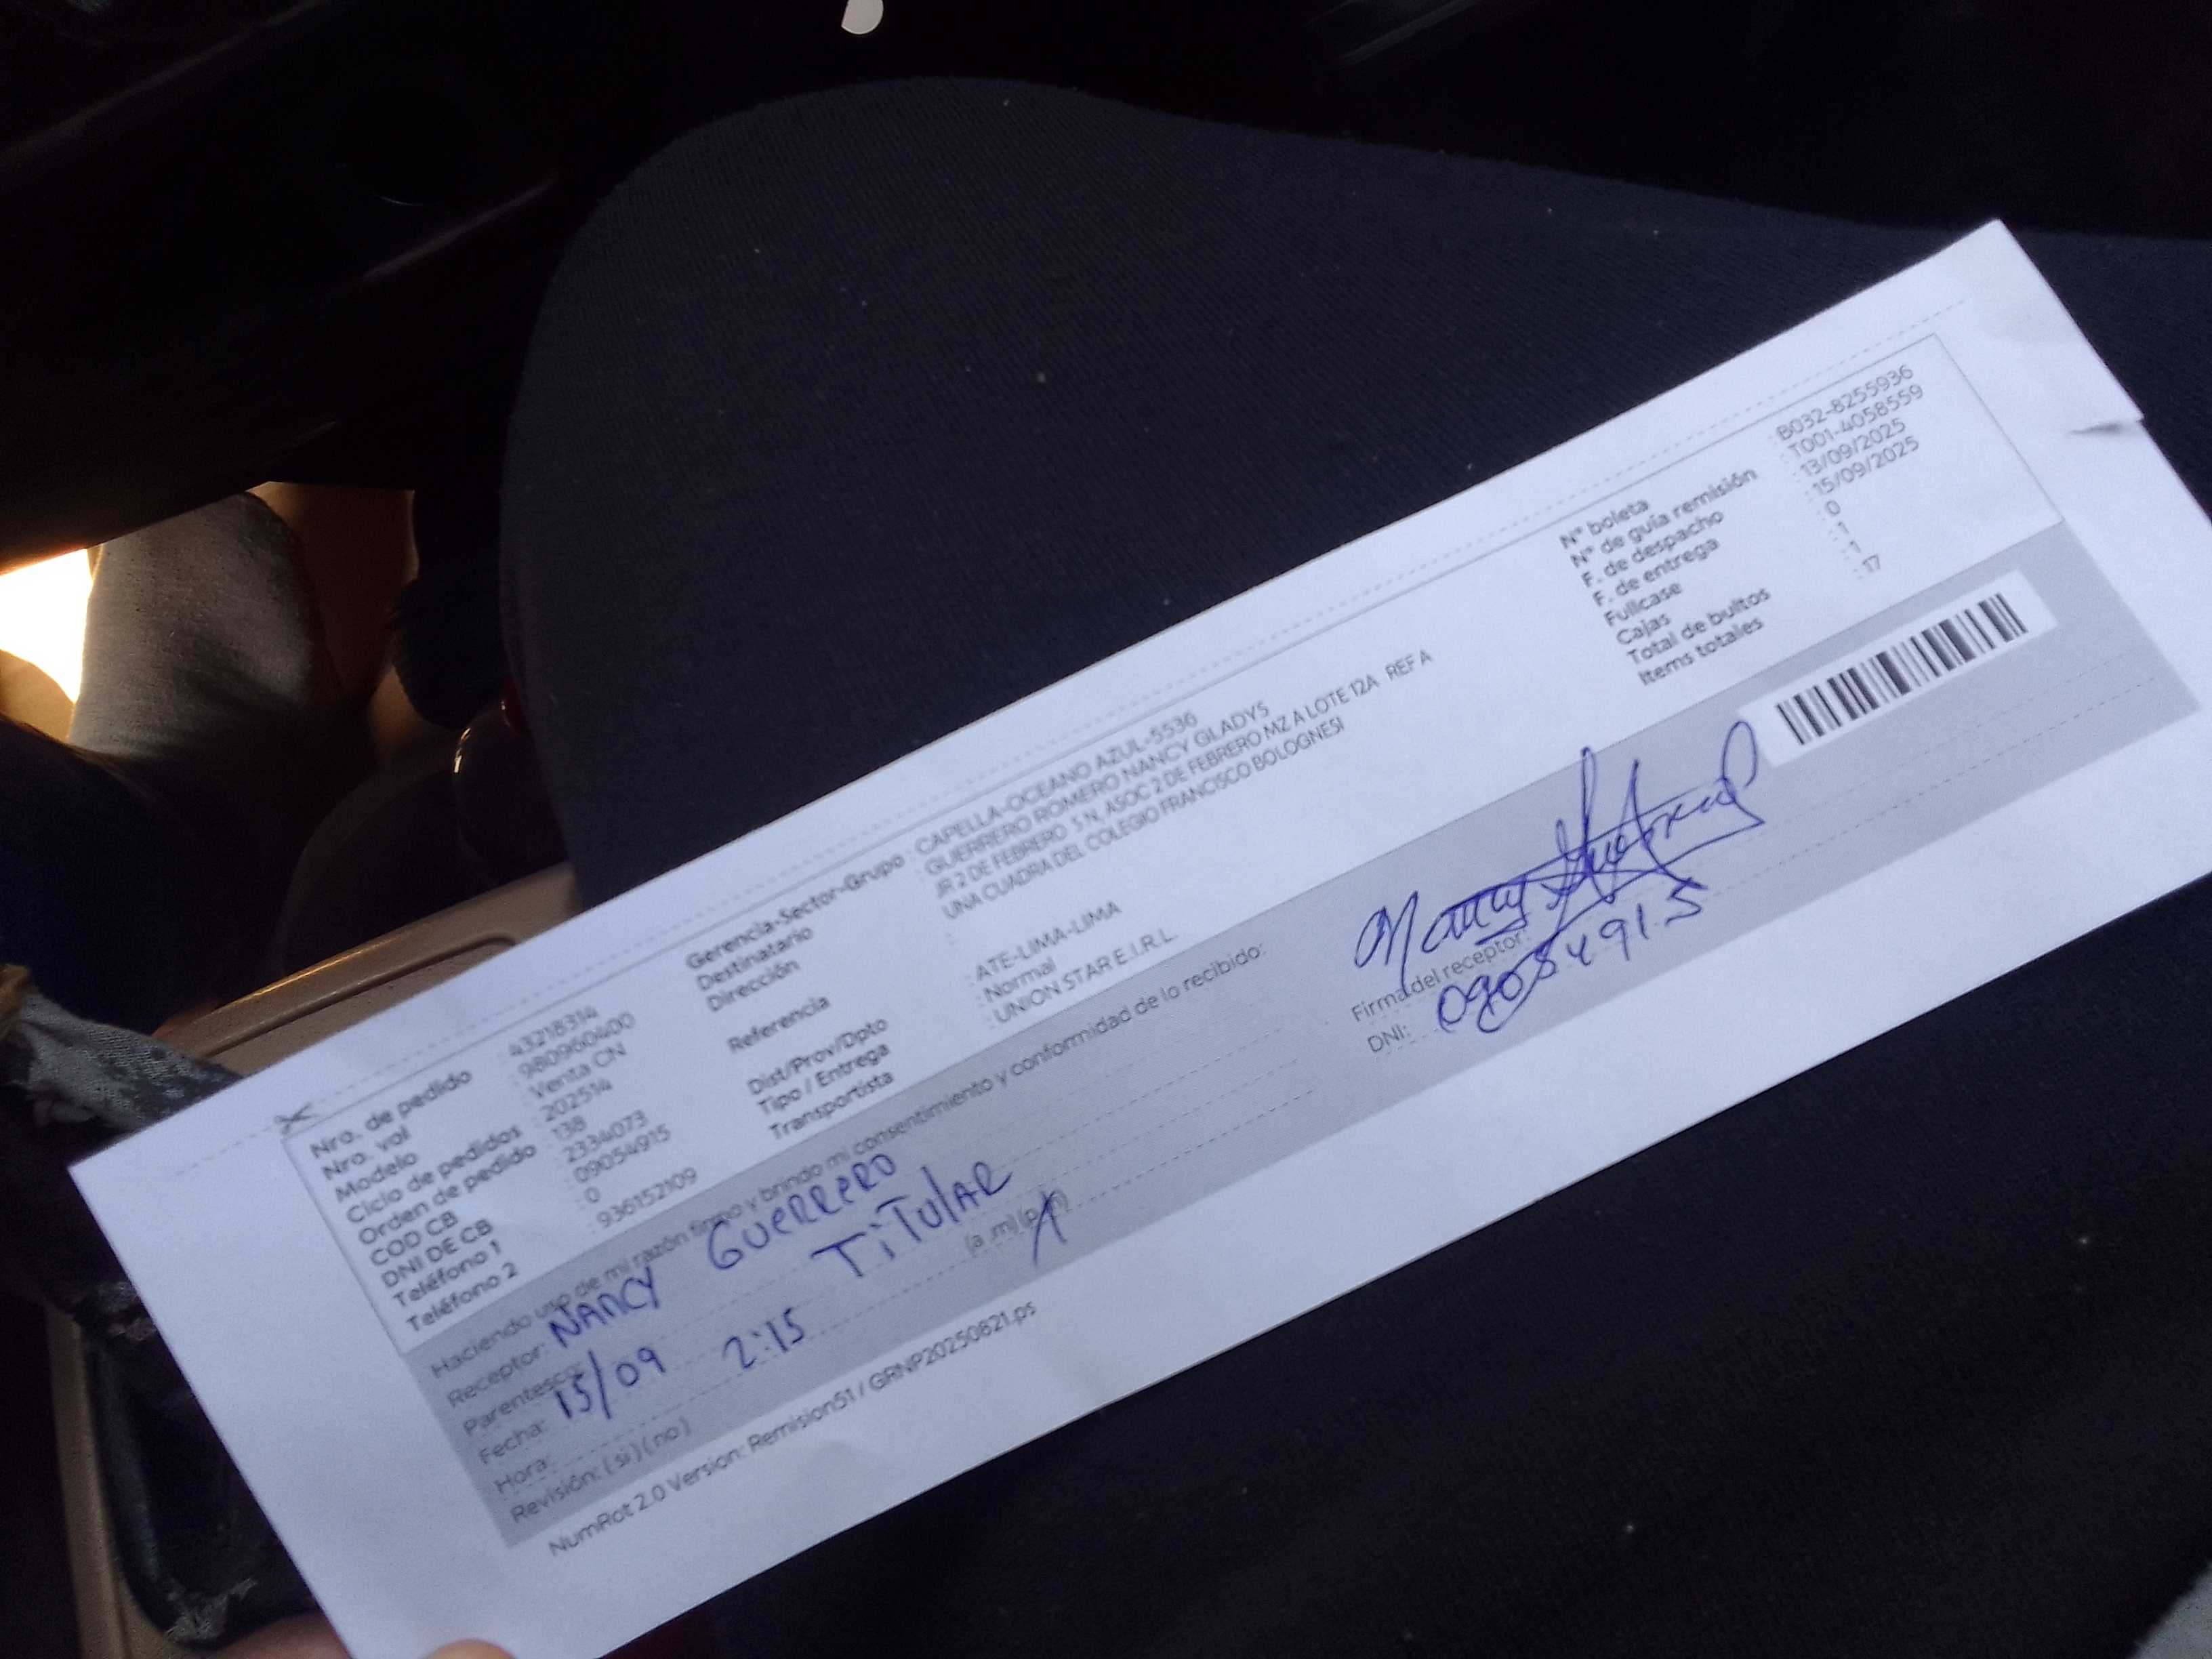 Nro. de pedido : 43218314
Nro. vol : 980960400
Modelo : Venta CN
Ciclo de pedidos : 202514
Orden de pedido : 138
COD CB : 2334073
DNI DE CB : 09054915
Teléfono 1 : 0
Teléfono 2 : 936152109
Gerencia-Sector-Grupo : CAPELLA-OCEANO AZUL-5536
Destinatario : GUERRERO ROMERO NANCY GLADYS
Dirección : JR 2 DE FEBRERO S N, ASOC 2 DE FEBRERO MZ A LOTE 12A REF A
UNA CUADRA DEL COLEGIO FRANCISCO BOLOGNESI
Referencia :
Dist/Prov/Dpto : ATE-LIMA-LIMA
Tipo / Entrega : Normal
Transportista : UNION STAR E.I.R.L.
N° boleta : B032-8255936
N° de guía remisión : T001-4058559
F. de despacho : 13/09/2025
F. de entrega : 15/09/2025
Fullcase : 0
Cajas : 1
Total de bultos : 1
Items totales : 17
Haciendo uso de mi razón firmo y brindo mi consentimiento y conformidad de lo recibido:
Receptor: NANCY GUERRERO
Parentesco: TITULAR
Fecha: 15/09
Hora: 2:15 (a .m) (p.m)
Revisión: ( si ) ( no )
Nancy Guerrero
Firma del receptor:
DNI: 09054915
NumRot 2.0 Version: Remision51 / GRNP20250821.ps